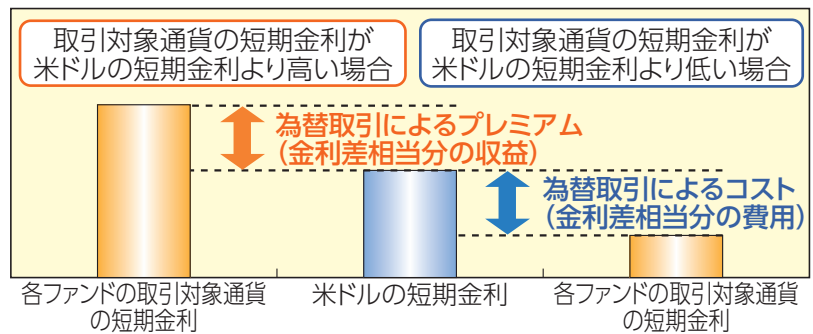 取引対象通貨の短期金利が
米ドルの短期金利より高い場合
取引対象通貨の短期金利が
米ドルの短期金利より低い場合
為替取引によるプレミアム
(金利差相当分の収益)
為替取引によるコスト
(金利差相当分の費用)
各ファンドの取引対象通貨
の短期金利
米ドルの短期金利
各ファンドの取引対象通貨
の短期金利